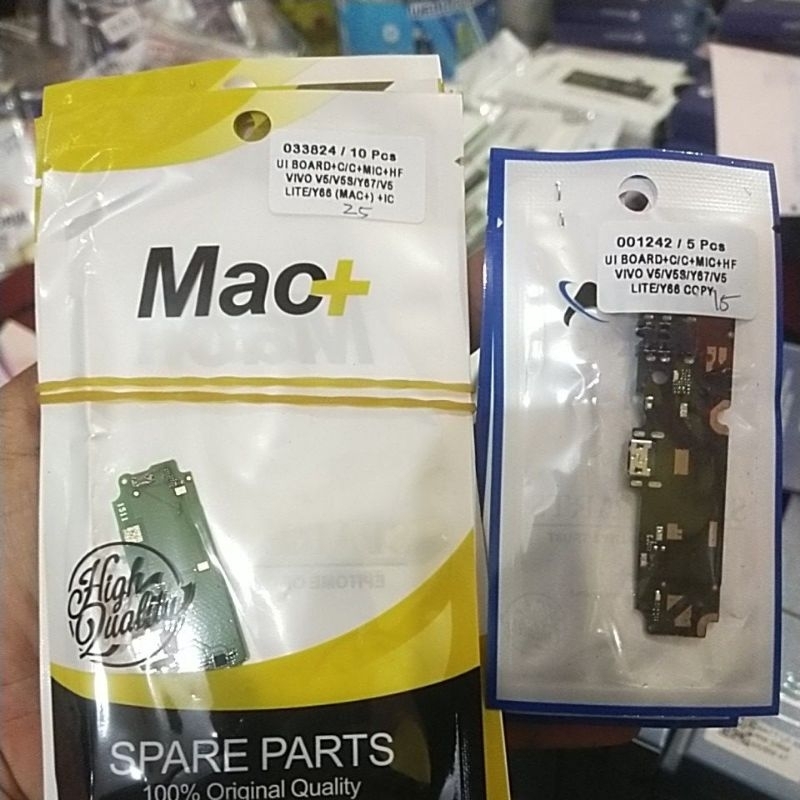 033824 / 10 Pcs
UI BOARD+C/C+MIC+HF
VIVO V5/V5S/Y67/V5
LITE/Y66 (MAC+) +IC
25
Mac+
1511
High
Quality
SPARE PARTS
100% Original Quality
001242 / 5 Pcs
UI BOARD+C/C+MIC+HF
VIVO V5/V5S/Y67/V5
LITE/Y66 COPY
15